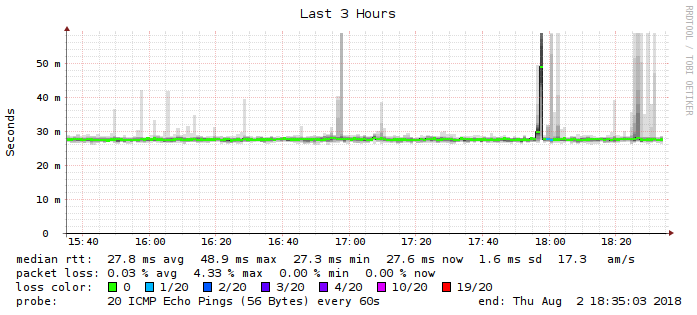 Last 3 Hours
RRDTOOL / TOBI OETIKER
Seconds
50 m
40 m
30 m
20 m
10 m
0
15:40 16:00 16:20 16:40 17:00 17:20 17:40 18:00 18:20
median rtt: 27.8 ms avg 48.9 ms max 27.3 ms min 27.6 ms now 1.6 ms sd 17.3 am/s
packet loss: 0.03 % avg 4.33 % max 0.00 % min 0.00 % now
loss color: 0 1/20 2/20 3/20 4/20 10/20 19/20
probe: 20 ICMP Echo Pings (56 Bytes) every 60s end: Thu Aug 2 18:35:03 2018